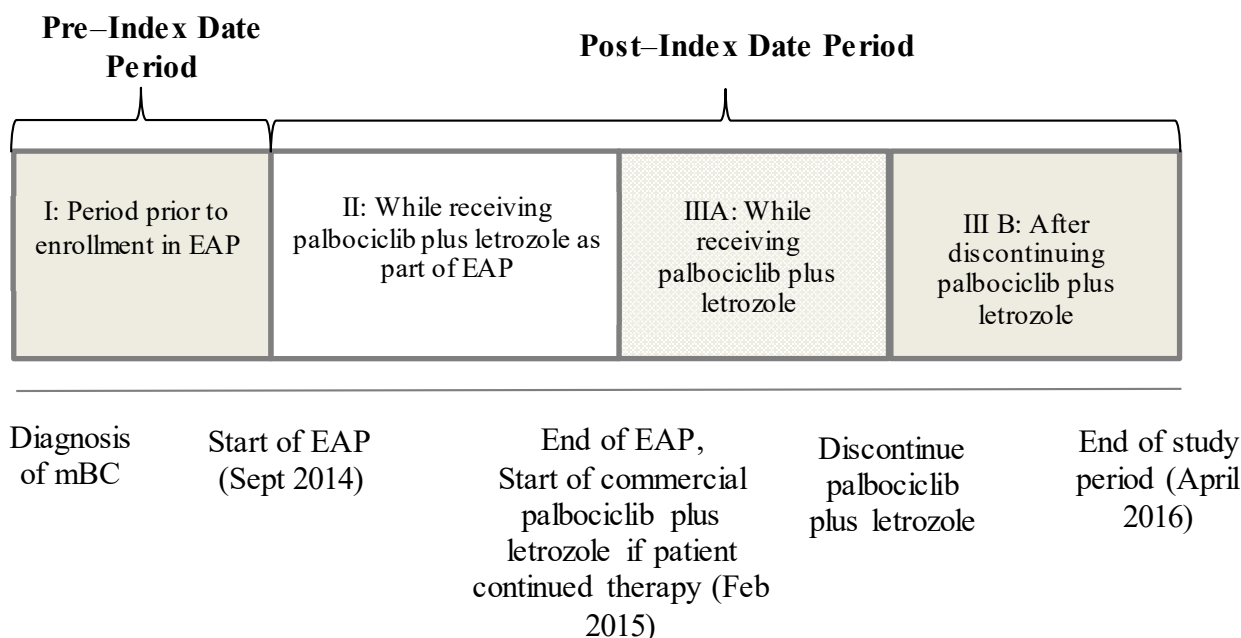 Pre–Index Date
Period
Post–Index Date Period
I: Period prior to
enrollment in EAP
II: While receiving
palbociclib plus letrozole as
part of EAP
IIIA: While
receiving
palbociclib plus
letrozole
III B: After
discontinuing
palbociclib plus
letrozole
Diagnosis
of mBC
Start of EAP
(Sept 2014)
End of EAP,
Start of commercial
palbociclib plus
letrozole if patient
continued therapy (Feb
2015)
Discontinue
palbociclib
plus letrozole
End of study
period (April
2016)